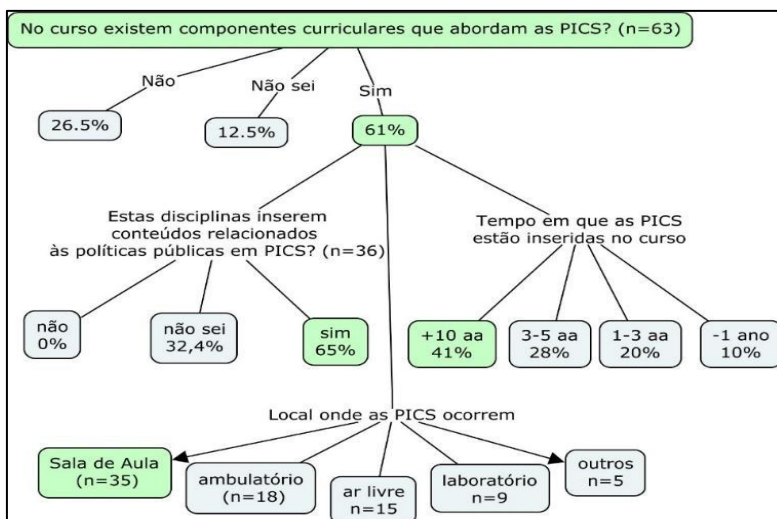 No curso existem componentes curriculares que abordam as PICS? (n=63)
Não
Não sei
Sim
26.5%
12.5%
61%
Estas disciplinas inserem
conteúdos relacionados
às políticas públicas em PICS? (n=36)
Tempo em que as PICS
estão inseridas no curso
não
0%
não sei
32,4%
sim
65%
+10 aa
41%
3-5 aa
28%
1-3 aa
20%
-1 ano
10%
Local onde as PICS ocorrem
Sala de Aula
(n=35)
ambulatório
(n=18)
ar livre
n=15
laboratório
n=9
outros
n=5